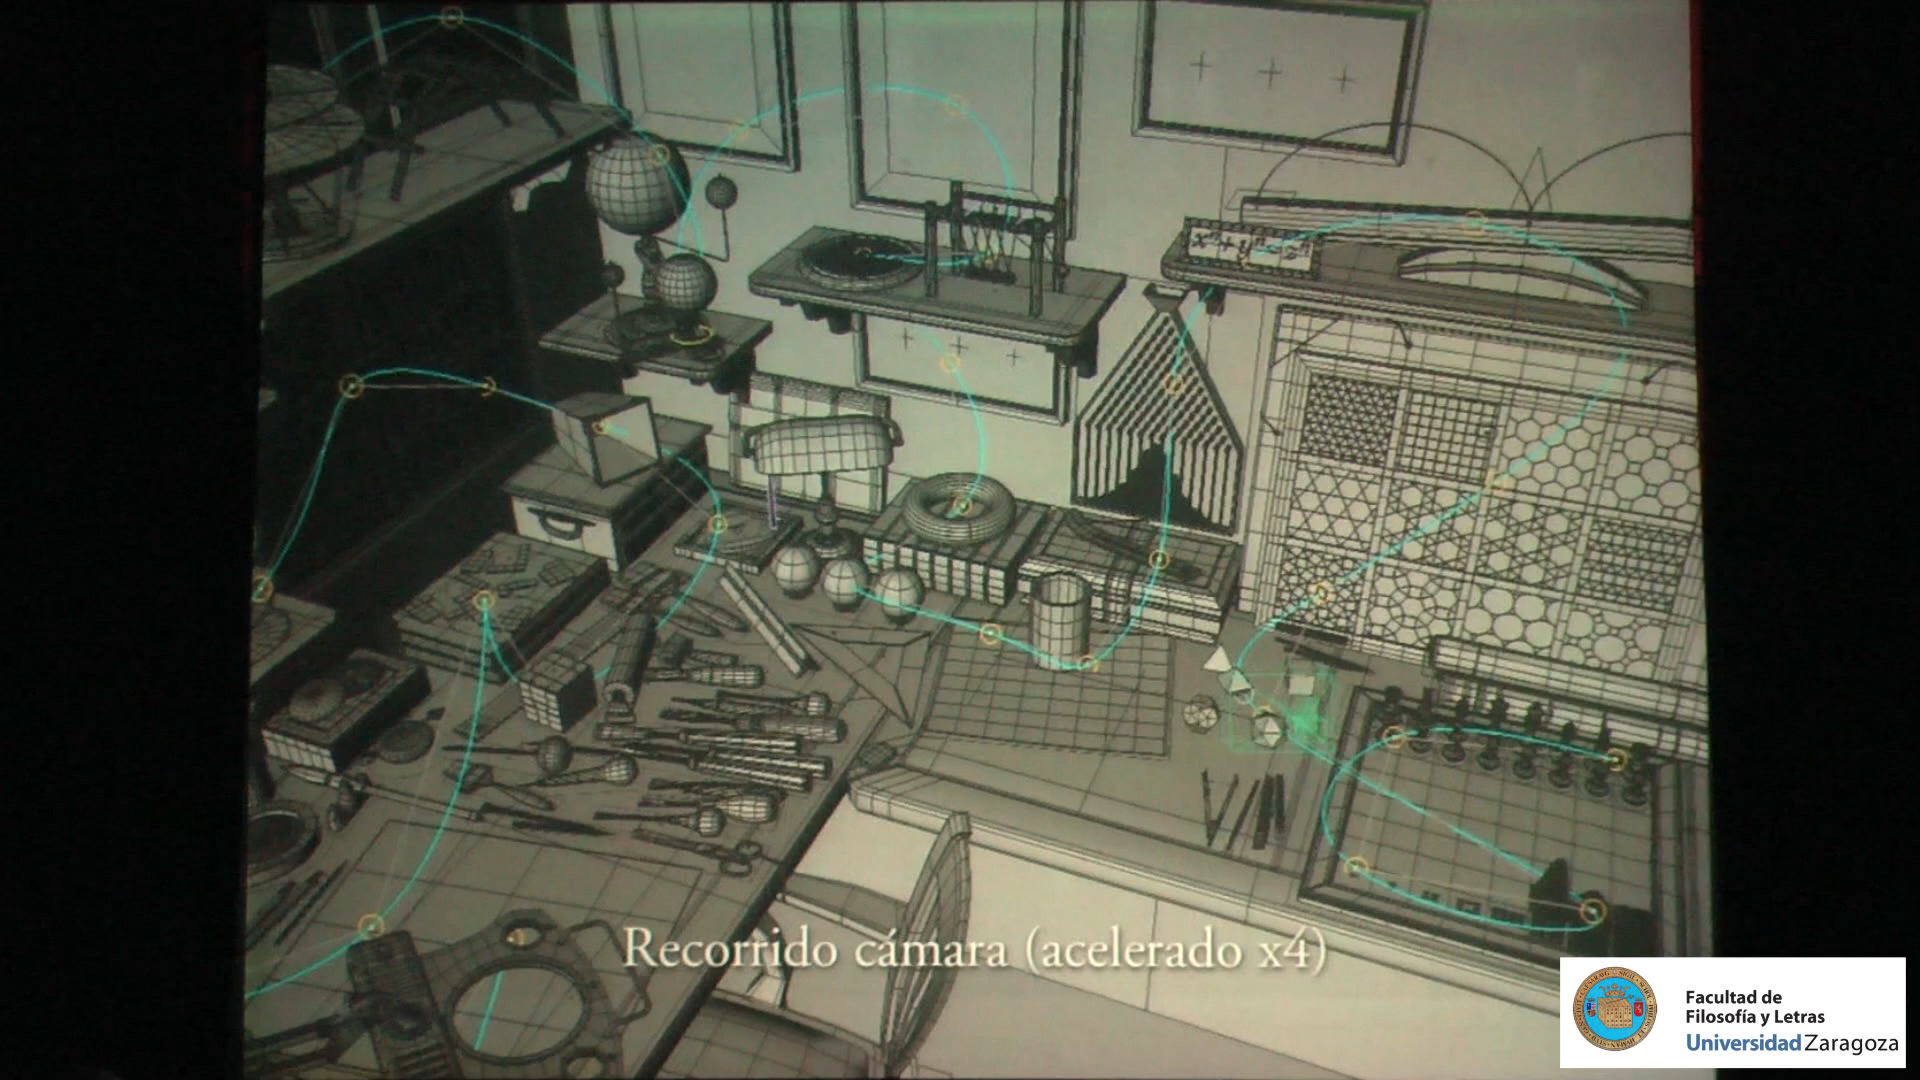 Recorrido cámara (acelerado x4)
Facultad de
Filosofía y Letras
Universidad Zaragoza